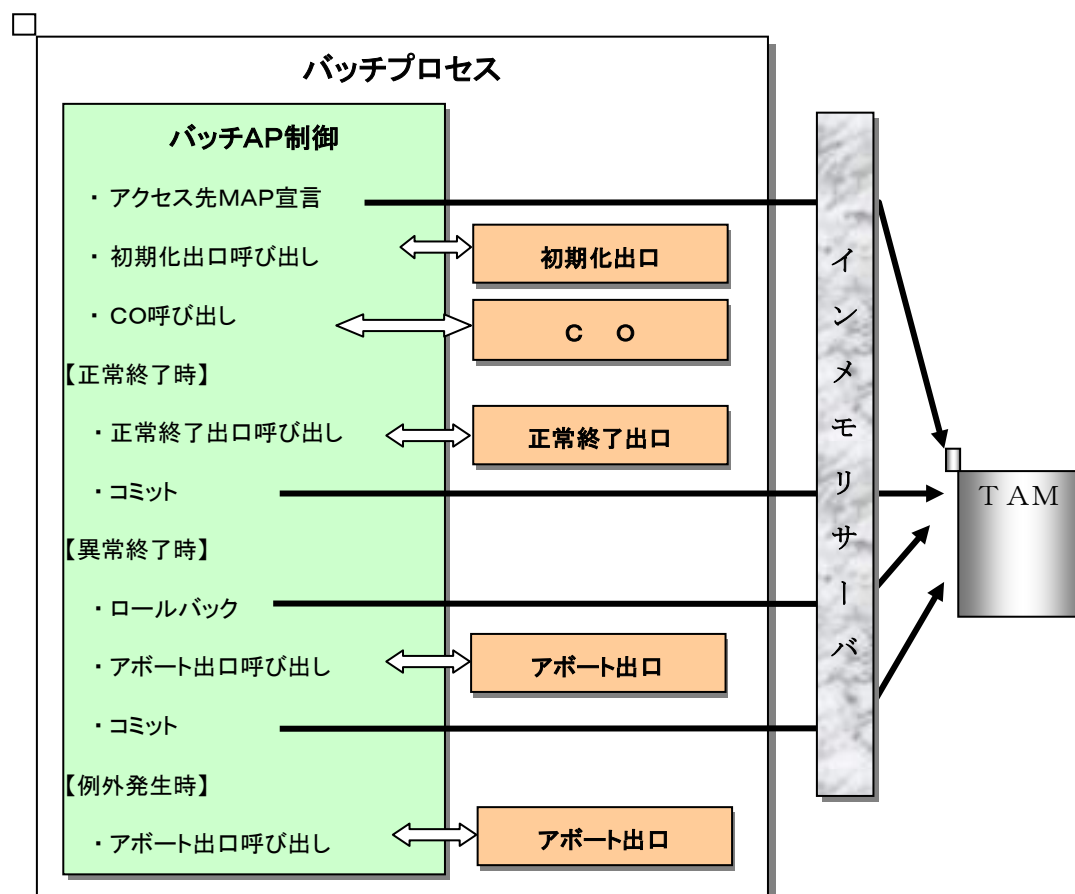 バッチプロセス
バッチAP制御
・ アクセス先MAP宣言
・ 初期化出口呼び出し
初期化出口
・ CO呼び出し
C O
【正常終了時】
・正常終了出口呼び出し
正常終了出口
・コミット
【異常終了時】
・ロールバック
・アボート出口呼び出し
アボート出口
・コミット
【例外発生時】
・アボート出口呼び出し
アボート出口
インメモリサーバ
TAM